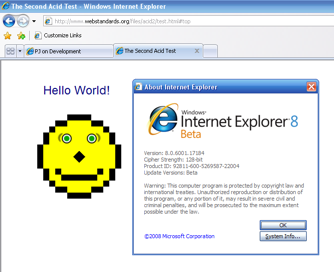 The Second Acid Test - Windows Internet Explorer
http://www.webstandards.org/files/acid2/test.html#top
Customize Links
PJ on Development
The Second Acid Test
Hello World!
About Internet Explorer
Windows®
Internet Explorer 8
Beta
Version: 8.0.6001.17184
Cipher Strength: 128-bit
Product ID: 92811-600-5269587-22004
Update Versions: Beta
Warning: This computer program is protected by copyright law and
international treaties. Unauthorized reproduction or distribution of
this program, or any portion of it, may result in severe civil and
criminal penalties, and will be prosecuted to the maximum extent
possible under the law.
OK
©2008 Microsoft Corporation
System Info...